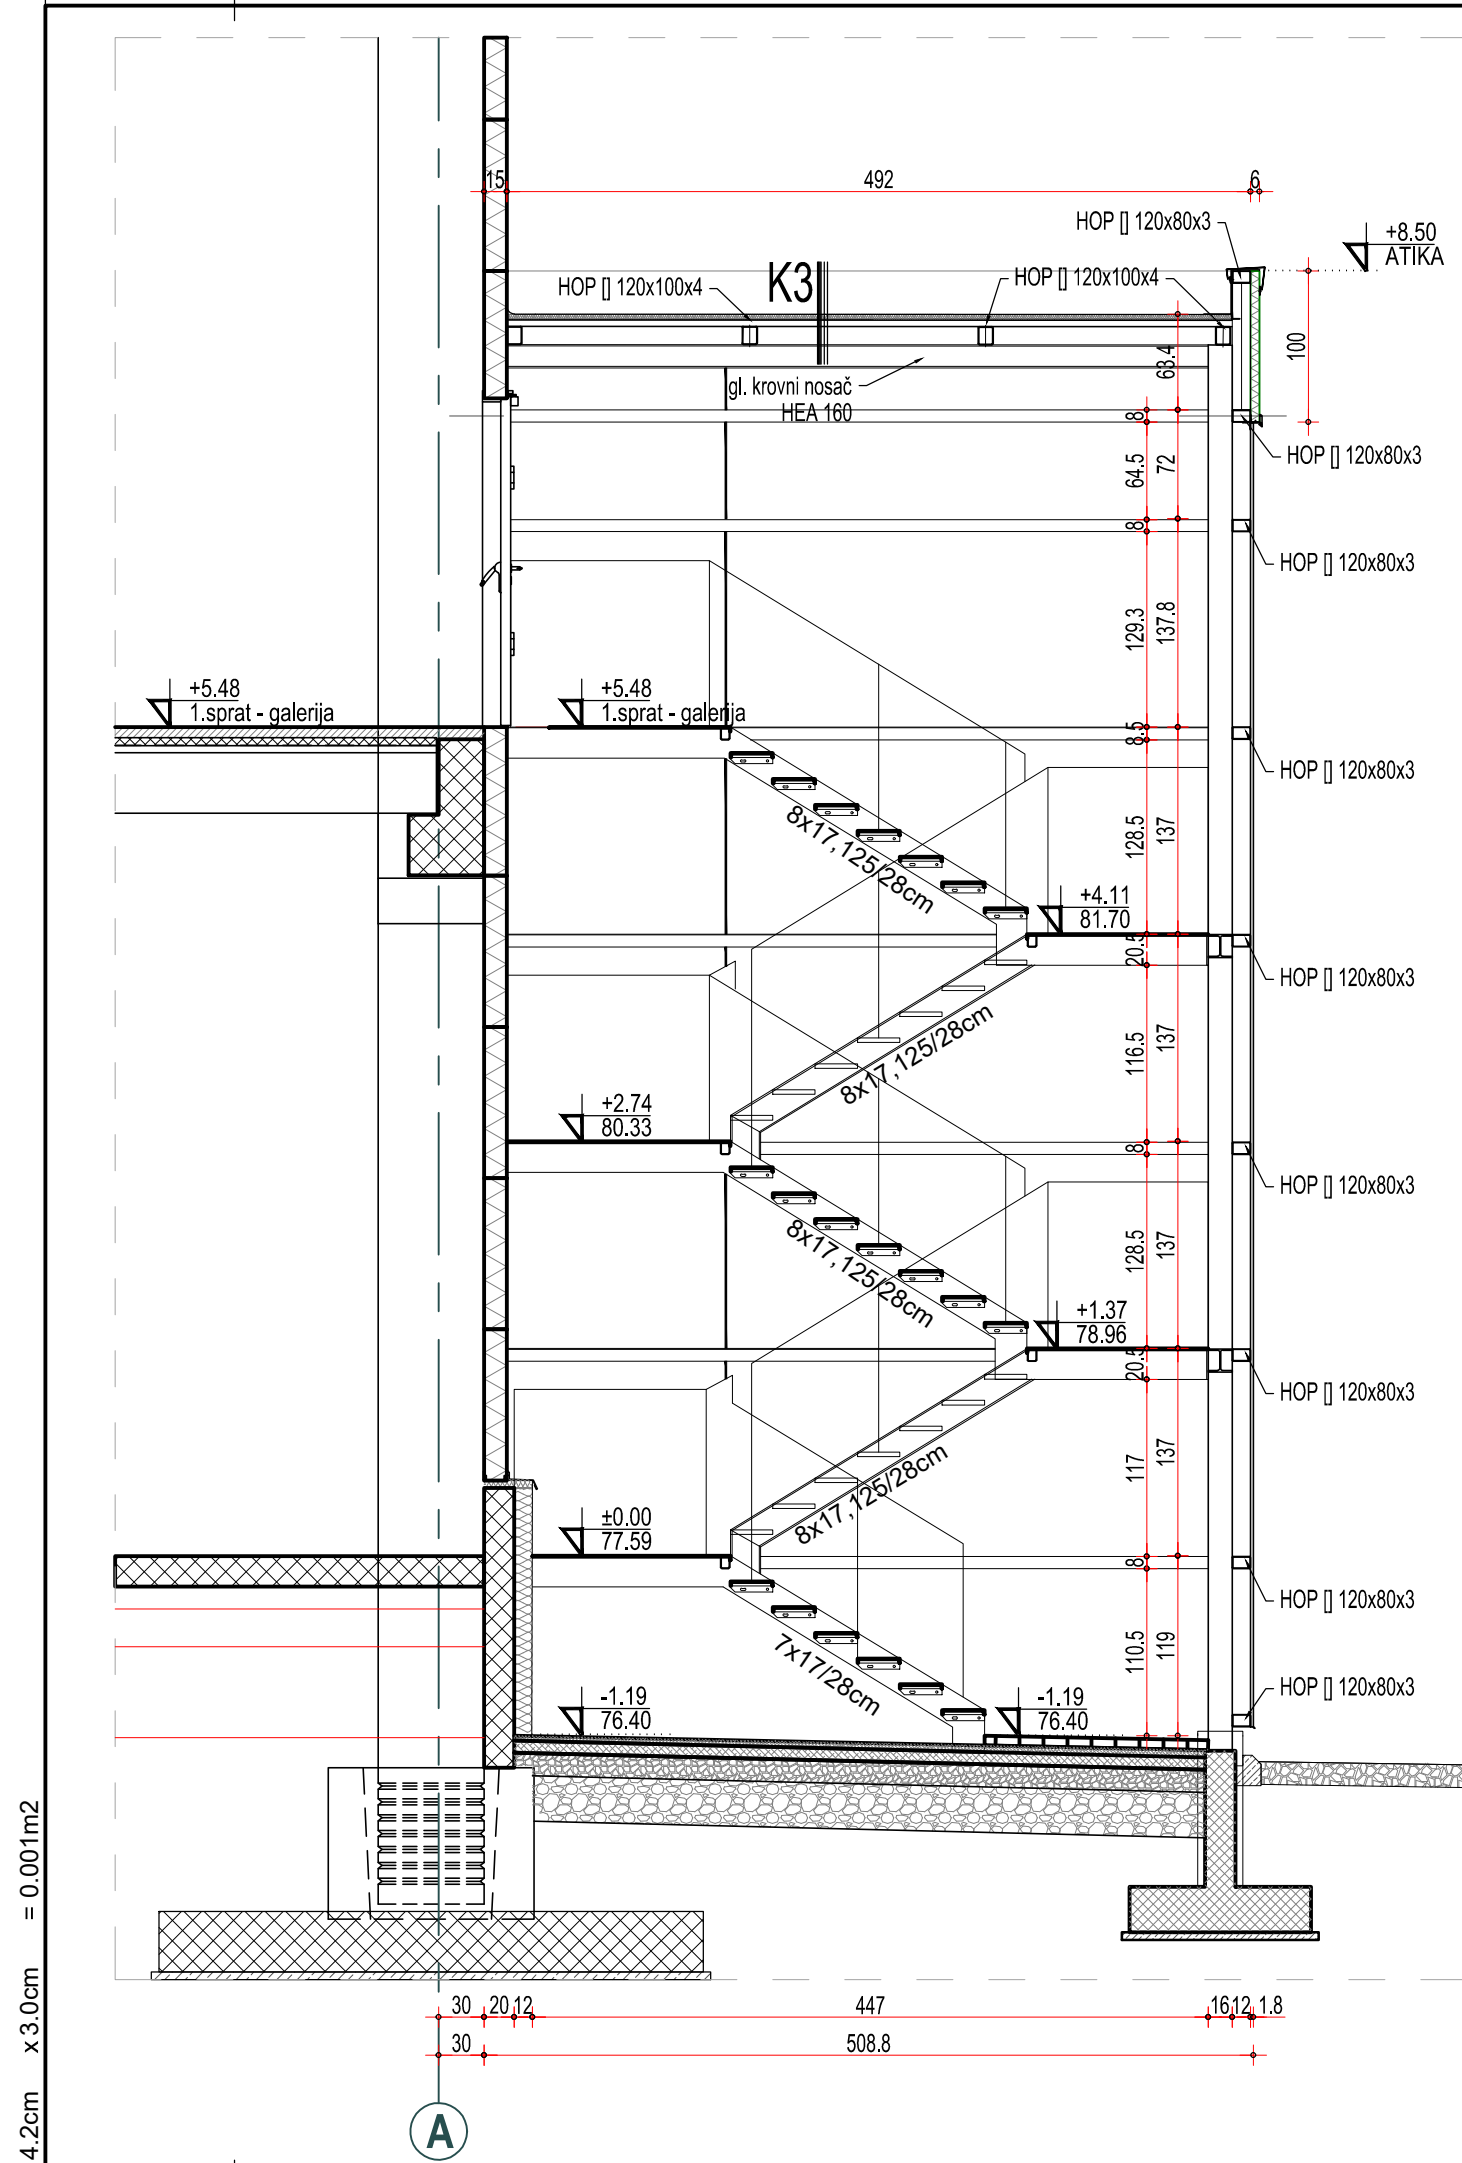 15
492
6
HOP [] 120x80x3
+8.50
ATIKA
HOP [] 120x100x4
K3
HOP [] 120x100x4
100
63.4
gl. krovni nosač
HEA 160
8
HOP [] 120x80x3
64.5
72
8
HOP [] 120x80x3
129.3
137.8
+5.48
1.sprat - galerija
+5.48
1.sprat - galerija
8.5
HOP [] 120x80x3
8x17,125/28cm
128.5
137
+4.11
81.70
20.5
HOP [] 120x80x3
8x17,125/28cm
116.5
137
+2.74
80.33
8
HOP [] 120x80x3
8x17,125/28cm
128.5
137
+1.37
78.96
20.5
HOP [] 120x80x3
8x17,125/28cm
117
137
±0.00
77.59
8
HOP [] 120x80x3
7x17/28cm
110.5
119
-1.19
76.40
-1.19
76.40
HOP [] 120x80x3
30
20
12
447
16
12
1.8
30
508.8
A
4.2cm x 3.0cm = 0.001m2